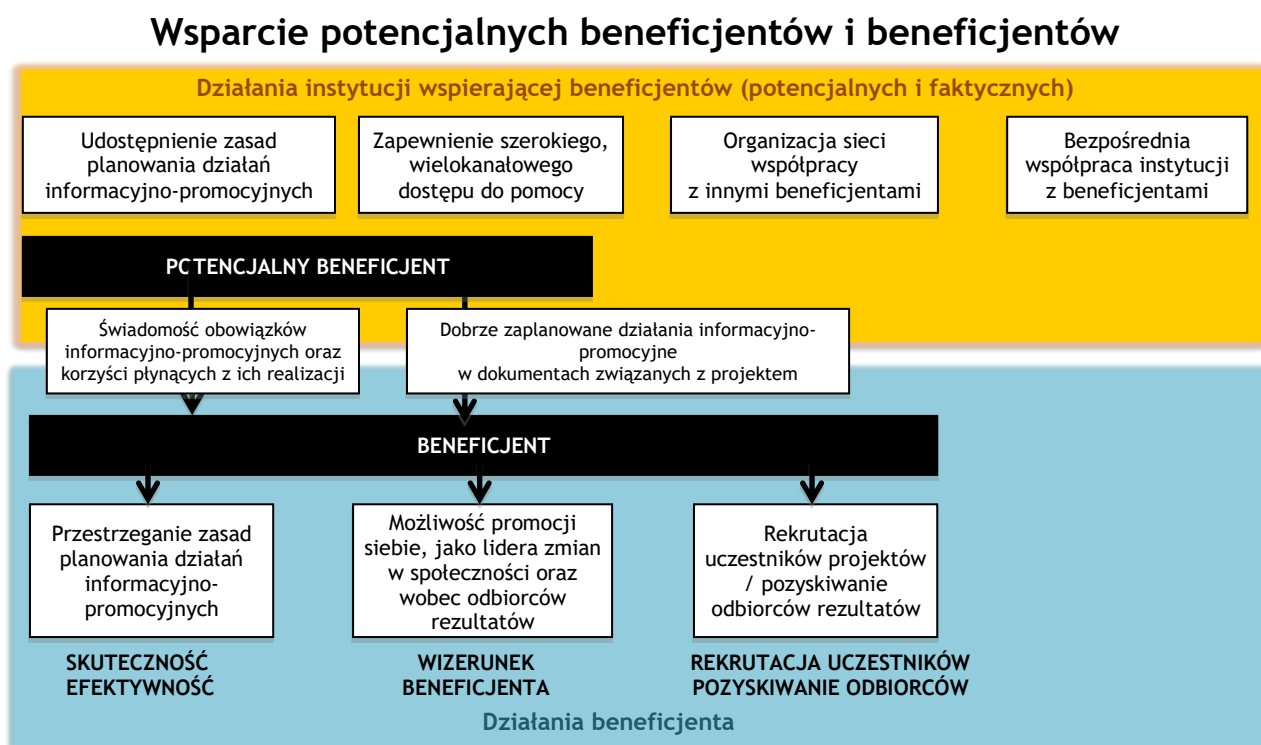 Wsparcie potencjalnych beneficjentów i beneficjentów
Działania instytucji wspierającej beneficjentów (potencjalnych i faktycznych)
Udostępnienie zasad
planowania działań
informacyjno-promocyjnych
Zapewnienie szerokiego,
wielokanałowego
dostępu do pomocy
Organizacja sieci
współpracy
z innymi beneficjentami
Bezpośrednia
współpraca instytucji
z beneficjentami
POTENCJALNY BENEFICJENT
Świadomość obowiązków
informacyjno-promocyjnych oraz
korzyści płynących z ich realizacji
Dobrze zaplanowane działania informacyjno-
promocyjne
w dokumentach związanych z projektem
BENEFICJENT
Przestrzeganie zasad
planowania działań
informacyjno-
promocyjnych
Możliwość promocji
siebie, jako lidera zmian
w społeczności oraz
wobec odbiorców
rezultatów
Rekrutacja
uczestników projektów
/ pozyskiwanie
odbiorców rezultatów
SKUTECZNOŚĆ
EFEKTYWNOŚĆ
WIZERUNEK
BENEFICJENTA
REKRUTACJA UCZESTNIKÓW
POZYSKIWANIE ODBIORCÓW
Działania beneficjenta